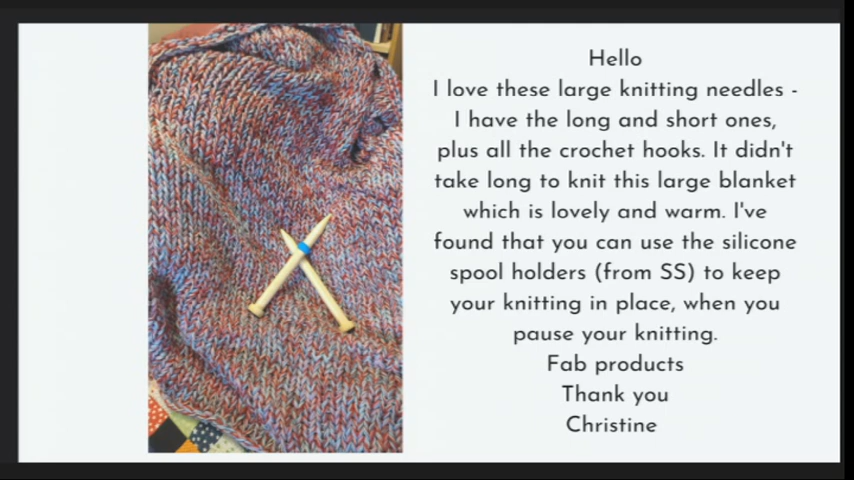 Hello
I love these large knitting needles -
I have the long and short ones,
plus all the crochet hooks. It didn't
take long to knit this large blanket
which is lovely and warm. I've
found that you can use the silicone
spool holders (from SS) to keep
your knitting in place, when you
pause your knitting.
Fab products
Thank you
Christine